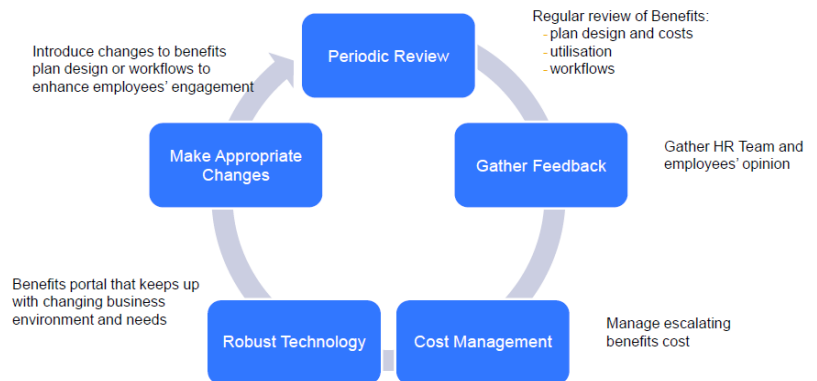 Periodic Review
Regular review of Benefits:
-plan design and costs
-utilisation
-workflows
Gather Feedback
Gather HR Team and
employees' opinion
Cost Management
Manage escalating
benefits cost
Robust Technology
Benefits portal that keeps up
with changing business
environment and needs
Make Appropriate
Changes
Introduce changes to benefits
plan design or workflows to
enhance employees' engagement